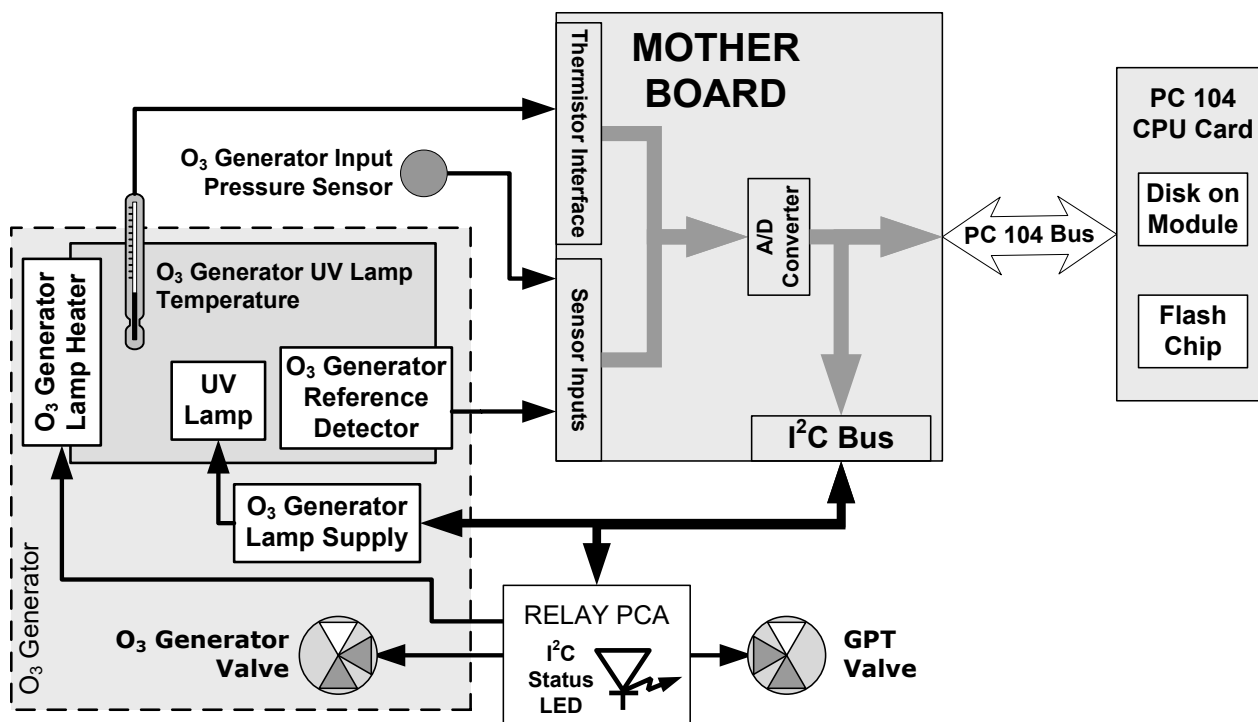 MOTHER
BOARD
Thermistor Interface
Sensor Inputs
A/D
Converter
I²C Bus
PC 104 Bus
PC 104
CPU Card
Disk on
Module
Flash
Chip
O₃ Generator Input
Pressure Sensor
O₃ Generator UV Lamp
Temperature
O₃ Generator
Lamp Heater
UV
Lamp
O₃ Generator
Reference
Detector
O₃ Generator
Lamp Supply
O₃ Generator
O₃ Generator
Valve
RELAY PCA
I²C
Status
LED
GPT
Valve